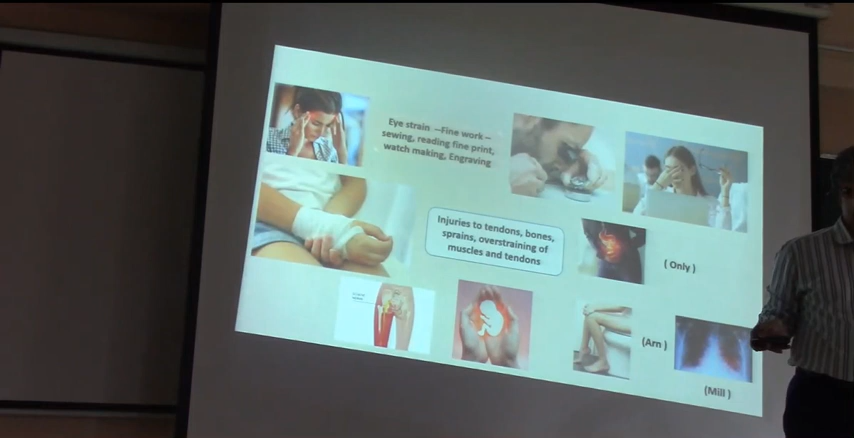 Eye strain –Fine work –
sewing, reading fine print,
watch making, Engraving
Injuries to tendons, bones,
sprains, overstraining of
muscles and tendons
( Only )
(Arn )
(Mill )